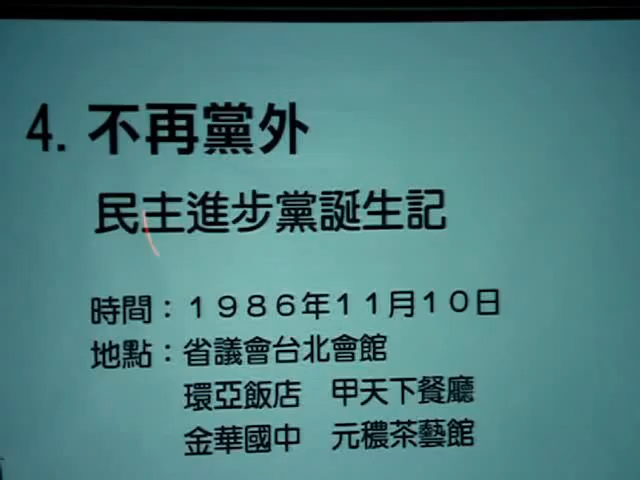 4. 不再黨外
民主進步黨誕生記
時間：１９８６年１１月１０日
地點：省議會台北會館
環亞飯店　甲天下餐廳
金華國中　元穠茶藝館